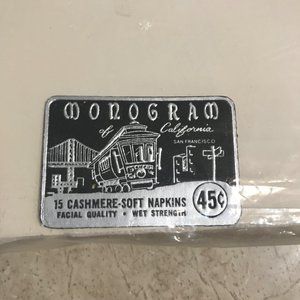 MONOGRAM
of California
SAN FRANCISCO
15 CASHMERE-SOFT NAPKINS
FACIAL QUALITY • WET STRENGTH
45¢